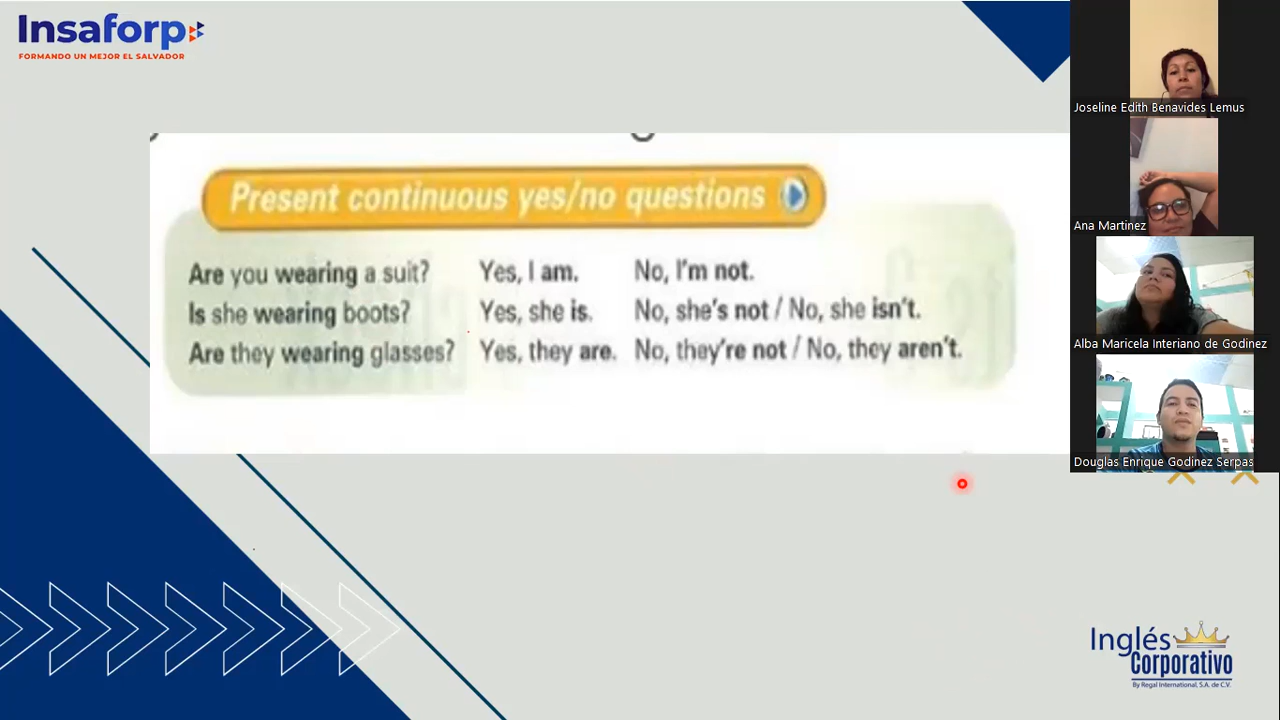 Insaforp
FORMANDO UN MEJOR EL SALVADOR
Present continuous yes/no questions
Are you wearing a suit? Yes, I am. No, I'm not.
Is she wearing boots? Yes, she is. No, she's not / No, she isn't.
Are they wearing glasses? Yes, they are. No, they're not / No, they aren't.
Joseline Edith Benavides Lemus
Ana Martinez
Alba Maricela Interiano de Godinez
Douglas Enrique Godinez Serpas
Inglés
Corporativo
By Regal International, S.A. de C.V.